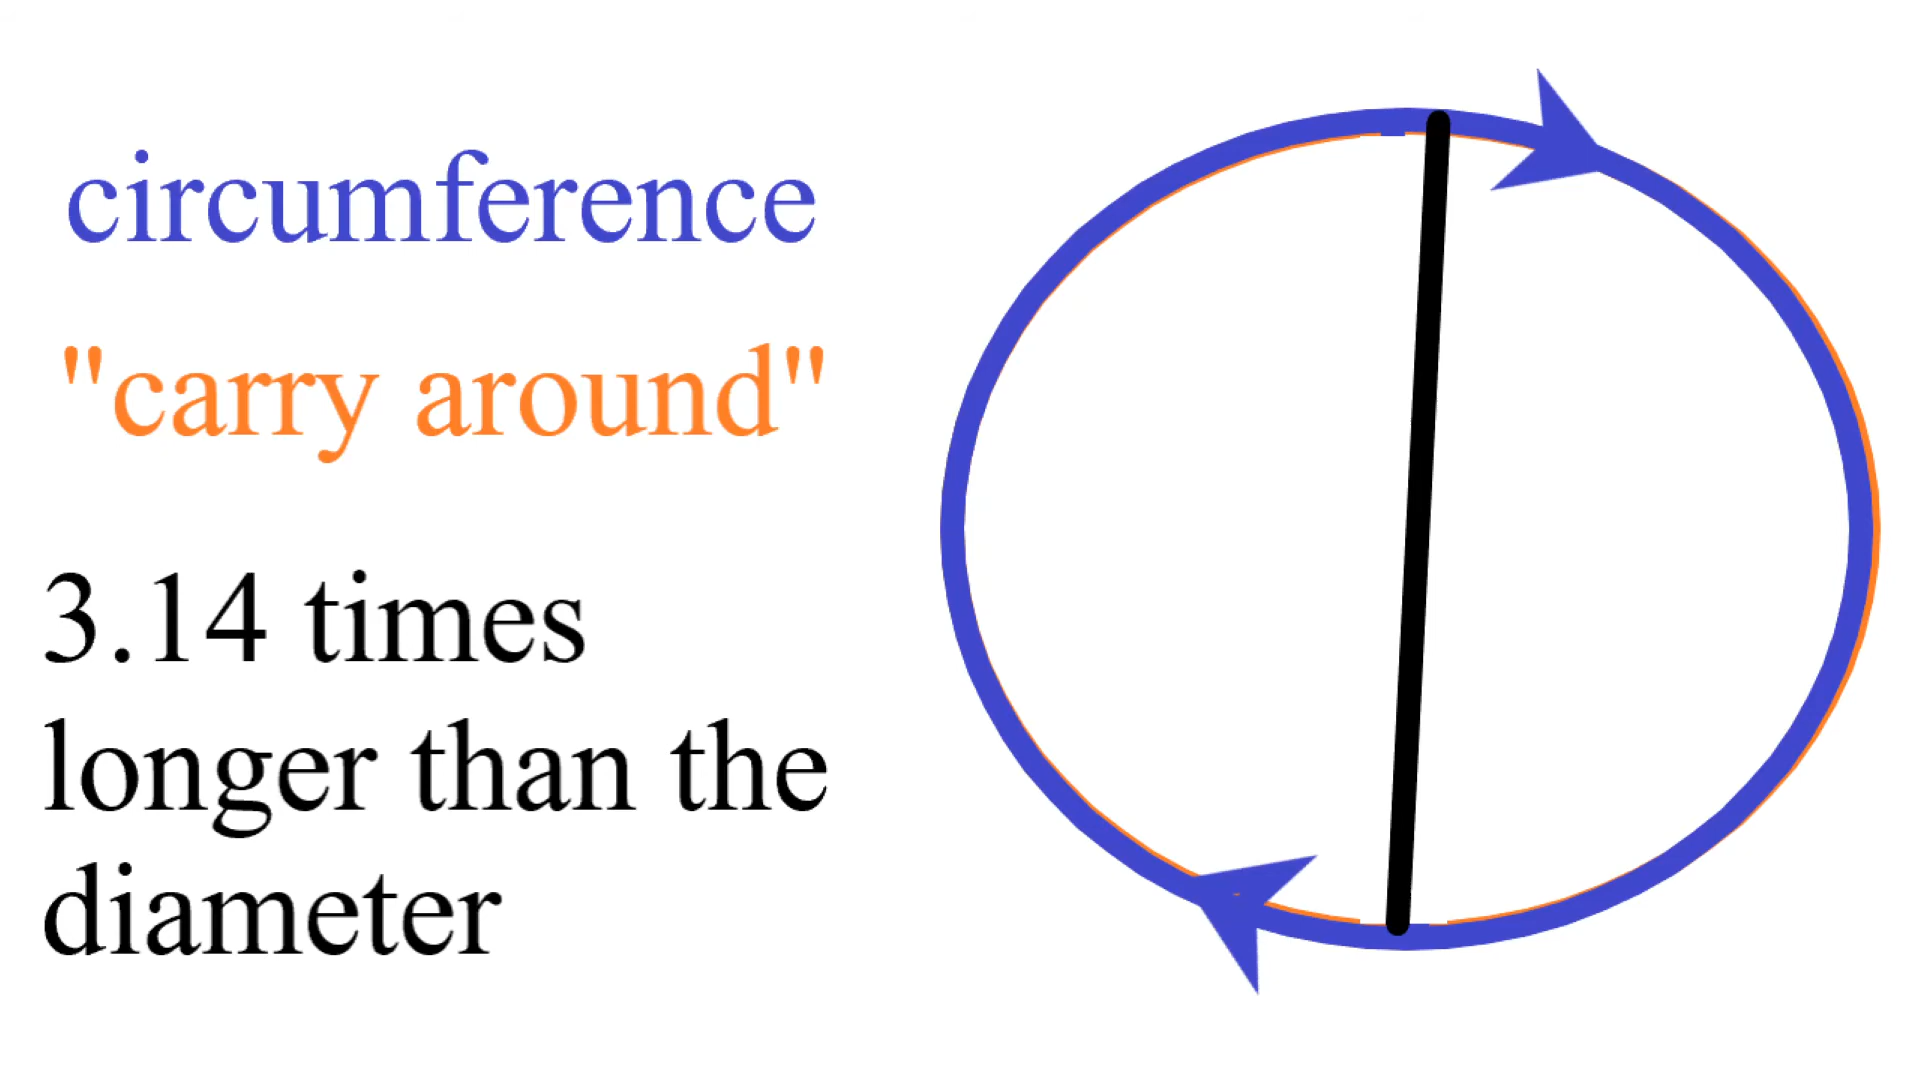 circumference
"carry around"
3.14 times
longer than the
diameter